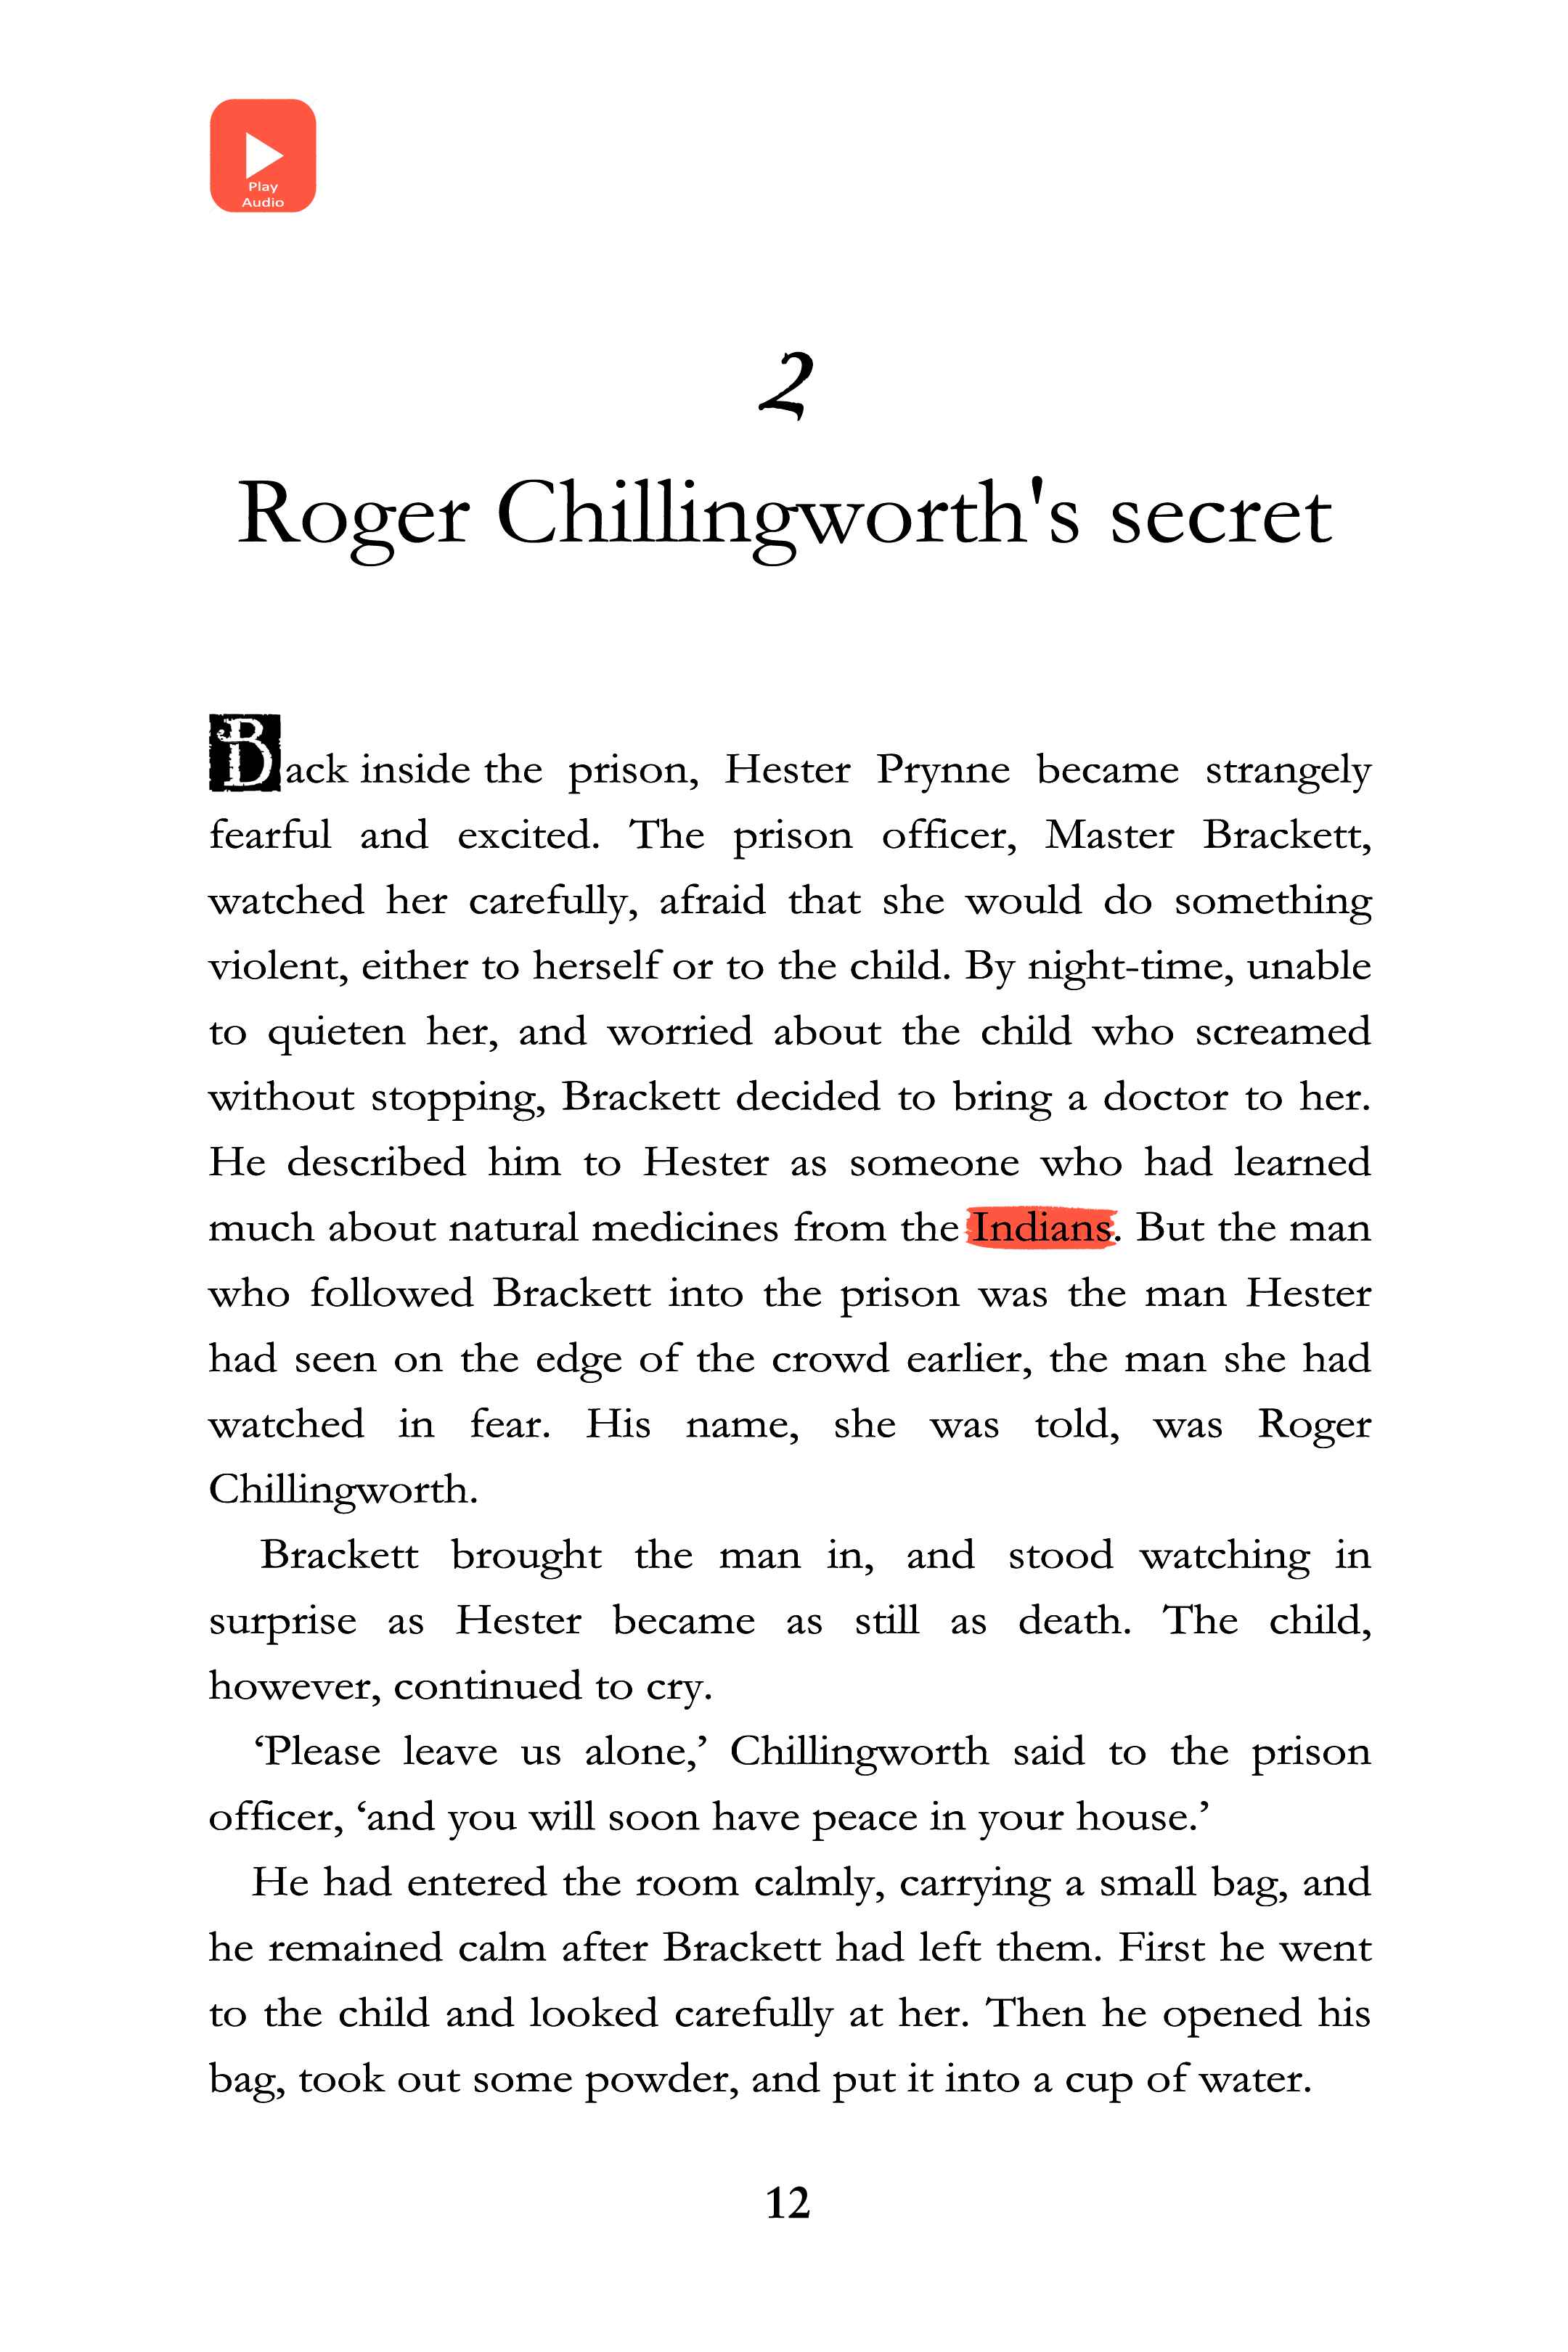 Play
Audio
2
Roger Chillingworth's secret
Back inside the prison, Hester Prynne became strangely
fearful and excited. The prison officer, Master Brackett,
watched her carefully, afraid that she would do something
violent, either to herself or to the child. By night-time, unable
to quieten her, and worried about the child who screamed
without stopping, Brackett decided to bring a doctor to her.
He described him to Hester as someone who had learned
much about natural medicines from the Indians. But the man
who followed Brackett into the prison was the man Hester
had seen on the edge of the crowd earlier, the man she had
watched in fear. His name, she was told, was Roger
Chillingworth.
Brackett brought the man in, and stood watching in
surprise as Hester became as still as death. The child,
however, continued to cry.
‘Please leave us alone,’ Chillingworth said to the prison
officer, ‘and you will soon have peace in your house.’
He had entered the room calmly, carrying a small bag, and
he remained calm after Brackett had left them. First he went
to the child and looked carefully at her. Then he opened his
bag, took out some powder, and put it into a cup of water.
12